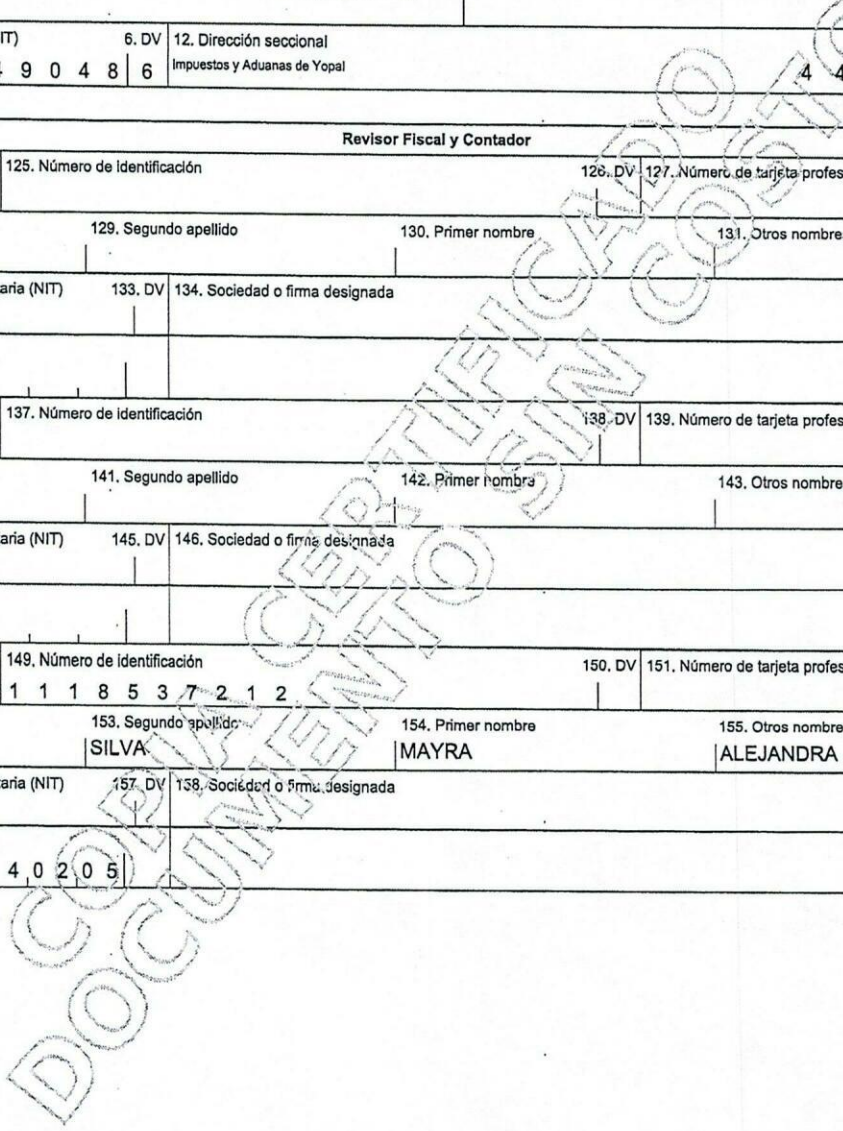 IT) 6. DV 12. Dirección seccional
9 0 4 8 6 Impuestos y Aduanas de Yopal 4 4
Revisor Fiscal y Contador
125. Número de identificación 126. DV 127. Número de tarjeta profes
129. Segundo apellido 130. Primer nombre 131. Otros nombre
aria (NIT) 133. DV 134. Sociedad o firma designada
137. Número de identificación 138. DV 139. Número de tarjeta profes
141. Segundo apellido 142. Primer nombre 143. Otros nombre
aria (NIT) 145. DV 146. Sociedad o firma designada
149. Número de identificación 150. DV 151. Número de tarjeta profes
1 1 1 8 5 3 7 2 1 2
153. Segundo apellido 154. Primer nombre 155. Otros nombre
SILVA MAYRA ALEJANDRA
aria (NIT) 157. DV 158. Sociedad o firma designada
4 0 2 0 5
COPIA CERTIFICADO
DOCUMENTO SIN COSTO